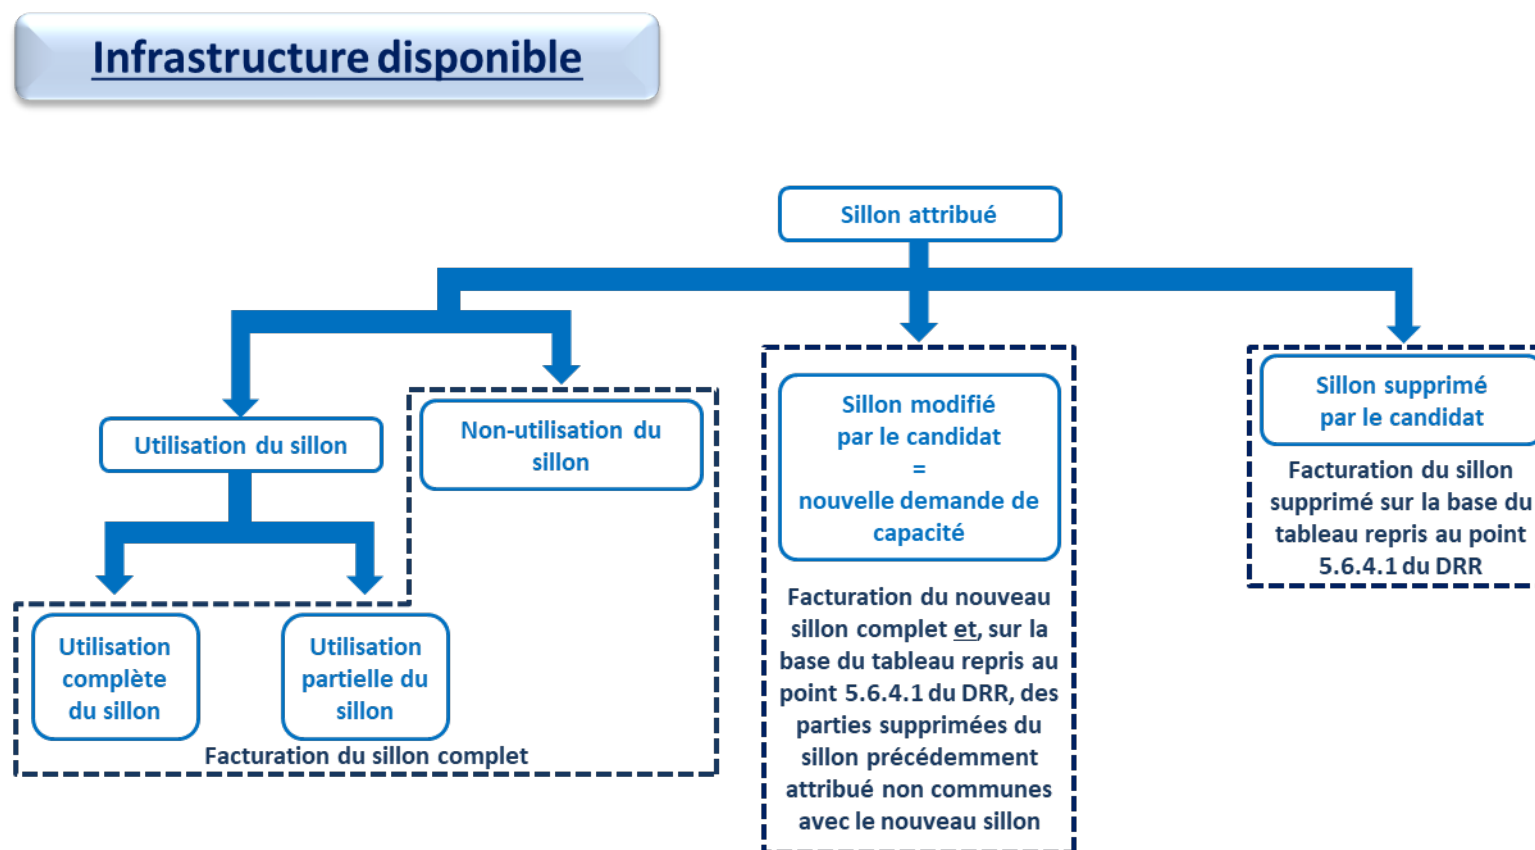 Infrastructure disponible
Sillon attribué
Utilisation du sillon
Non-utilisation du
sillon
Utilisation
complète
du sillon
Utilisation
partielle du
sillon
Facturation du sillon complet
Sillon modifié
par le candidat
=
nouvelle demande de
capacité
Facturation du nouveau
sillon complet et, sur la
base du tableau repris au
point 5.6.4.1 du DRR, des
parties supprimées du
sillon précédemment
attribué non communes
avec le nouveau sillon
Sillon supprimé
par le candidat
Facturation du sillon
supprimé sur la base du
tableau repris au point
5.6.4.1 du DRR